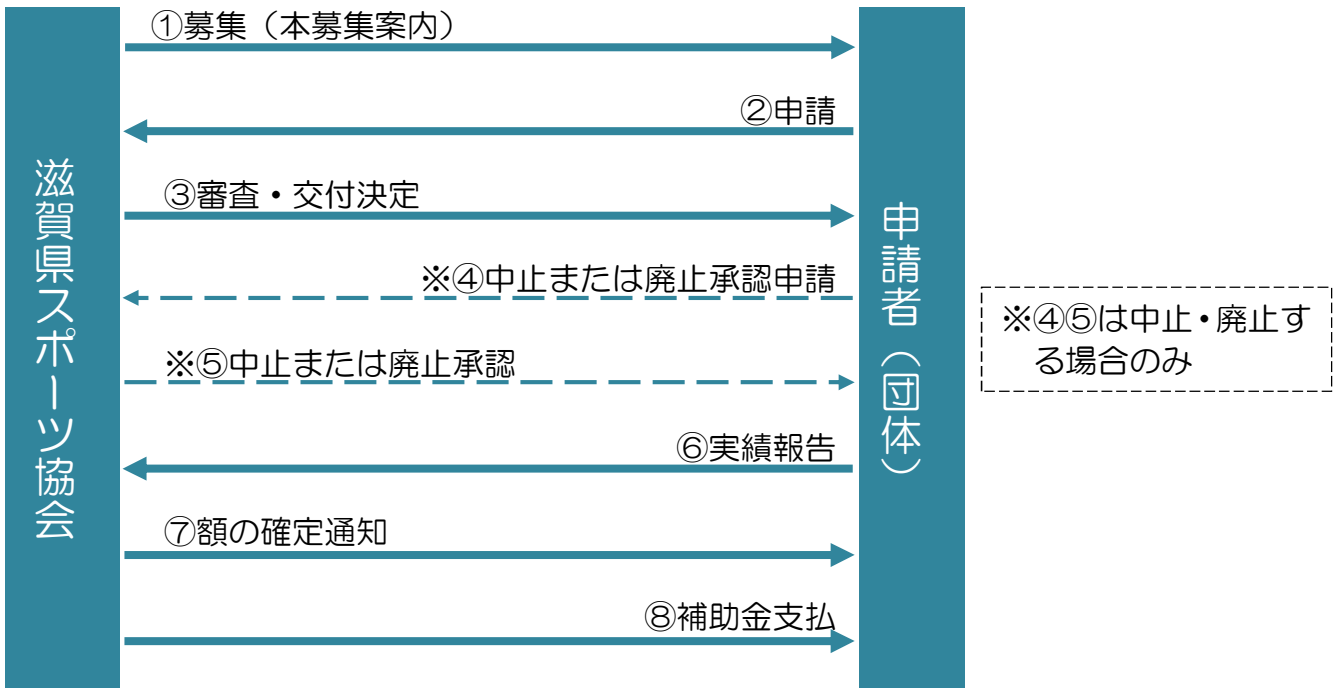 滋賀県スポーツ協会
①募集（本募集案内）
②申請
③審査・交付決定
※④中止または廃止承認申請
※⑤中止または廃止承認
⑥実績報告
⑦額の確定通知
⑧補助金支払
申請者（団体）
※④⑤は中止・廃止す
る場合のみ